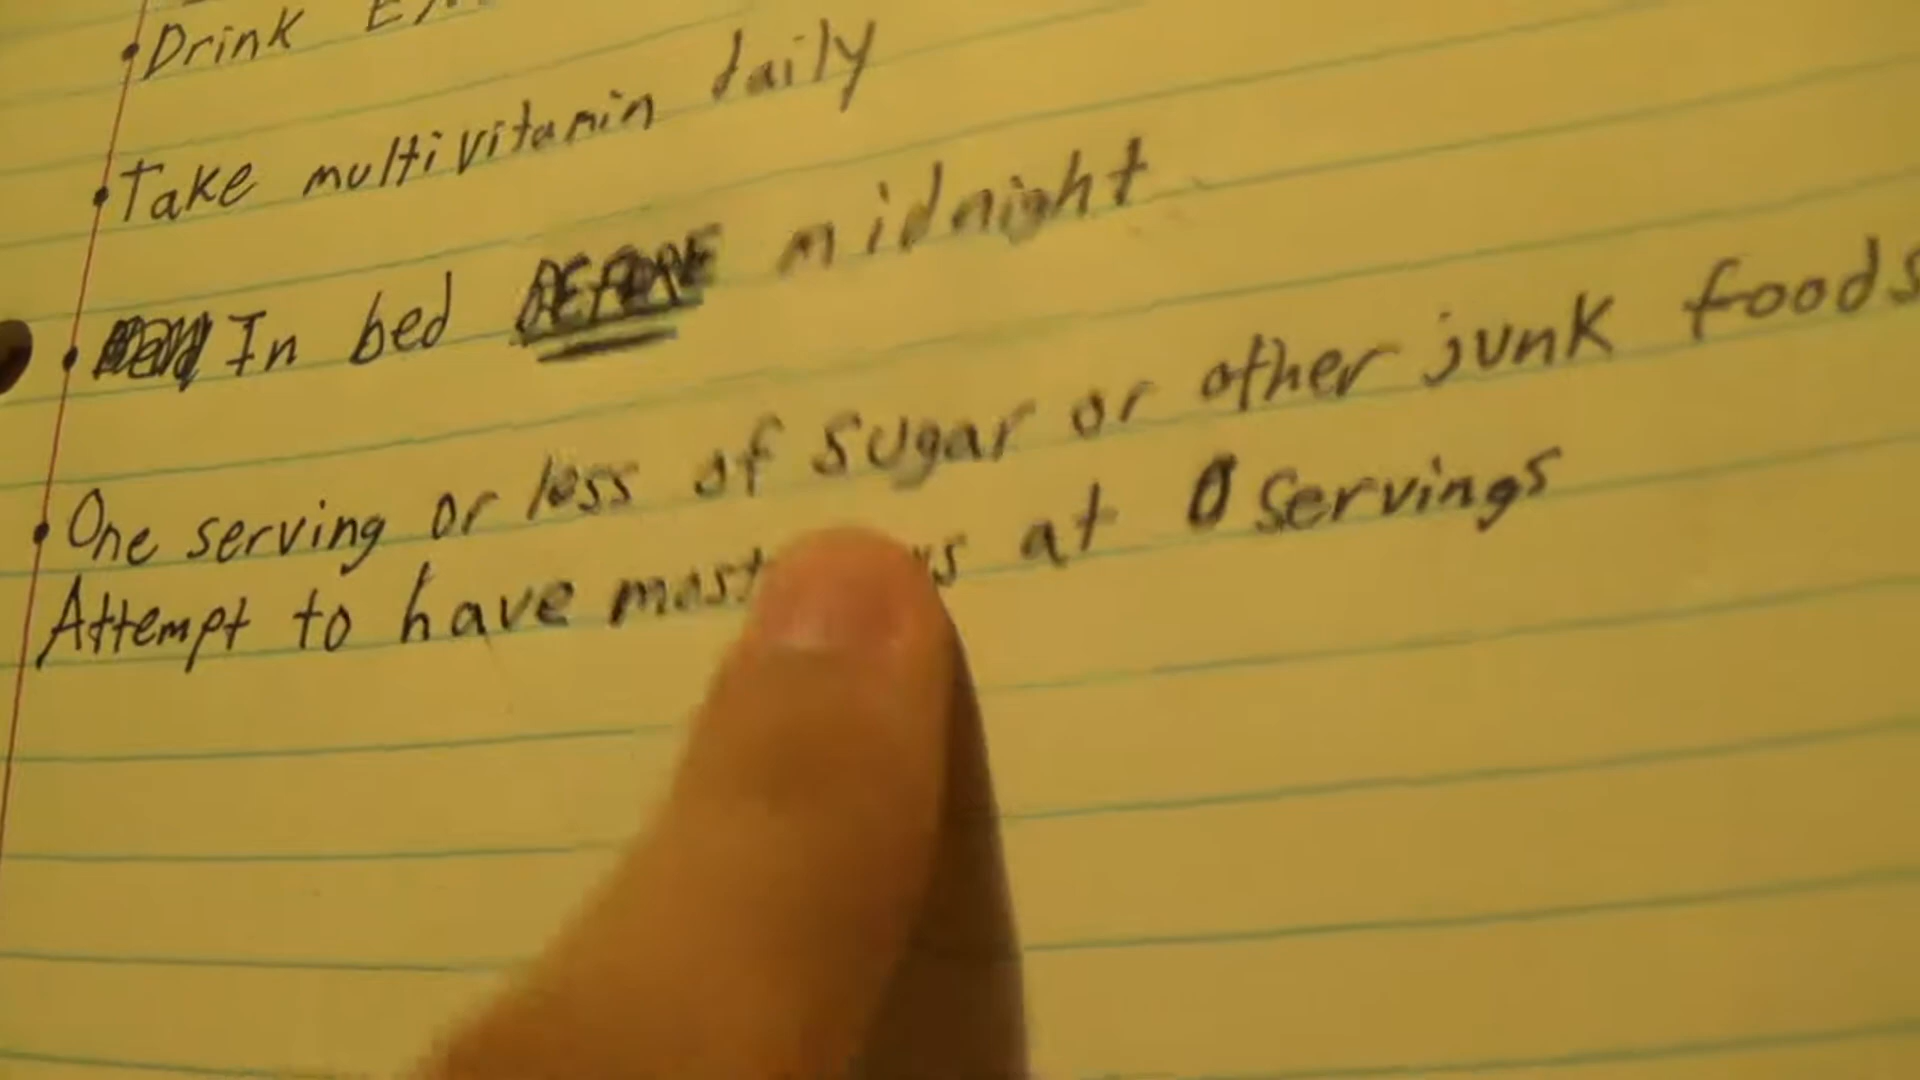 • Drink
• Take multivitamin daily
• In bed BEFORE midnight
• One serving or less of sugar or other junk foods
Attempt to have most at 0 servings